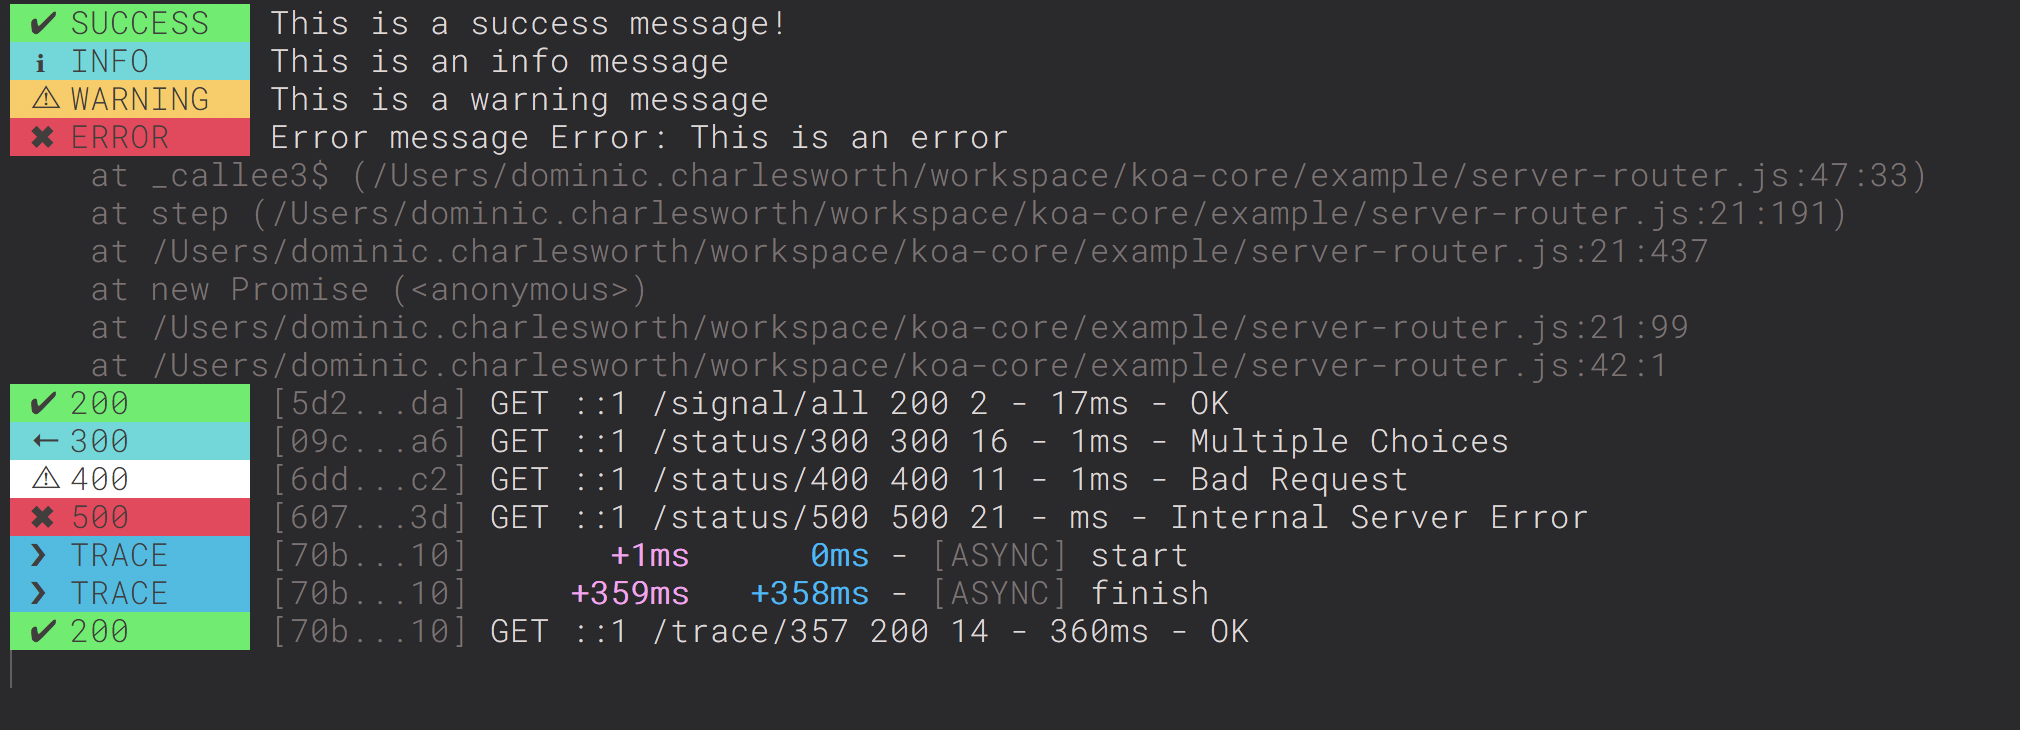 ✔ SUCCESS This is a success message!
ℹ INFO This is an info message
⚠ WARNING This is a warning message
✖ ERROR Error message Error: This is an error
at _callee3$ (/Users/dominic.charlesworth/workspace/koa-core/example/server-router.js:47:33)
at step (/Users/dominic.charlesworth/workspace/koa-core/example/server-router.js:21:191)
at /Users/dominic.charlesworth/workspace/koa-core/example/server-router.js:21:437
at new Promise (<anonymous>)
at /Users/dominic.charlesworth/workspace/koa-core/example/server-router.js:21:99
at /Users/dominic.charlesworth/workspace/koa-core/example/server-router.js:42:1
✔ 200 [5d2...da] GET ::1 /signal/all 200 2 - 17ms - OK
← 300 [09c...a6] GET ::1 /status/300 300 16 - 1ms - Multiple Choices
⚠ 400 [6dd...c2] GET ::1 /status/400 400 11 - 1ms - Bad Request
✖ 500 [607...3d] GET ::1 /status/500 500 21 - ms - Internal Server Error
❯ TRACE [70b...10] +1ms 0ms - [ASYNC] start
❯ TRACE [70b...10] +359ms +358ms - [ASYNC] finish
✔ 200 [70b...10] GET ::1 /trace/357 200 14 - 360ms - OK